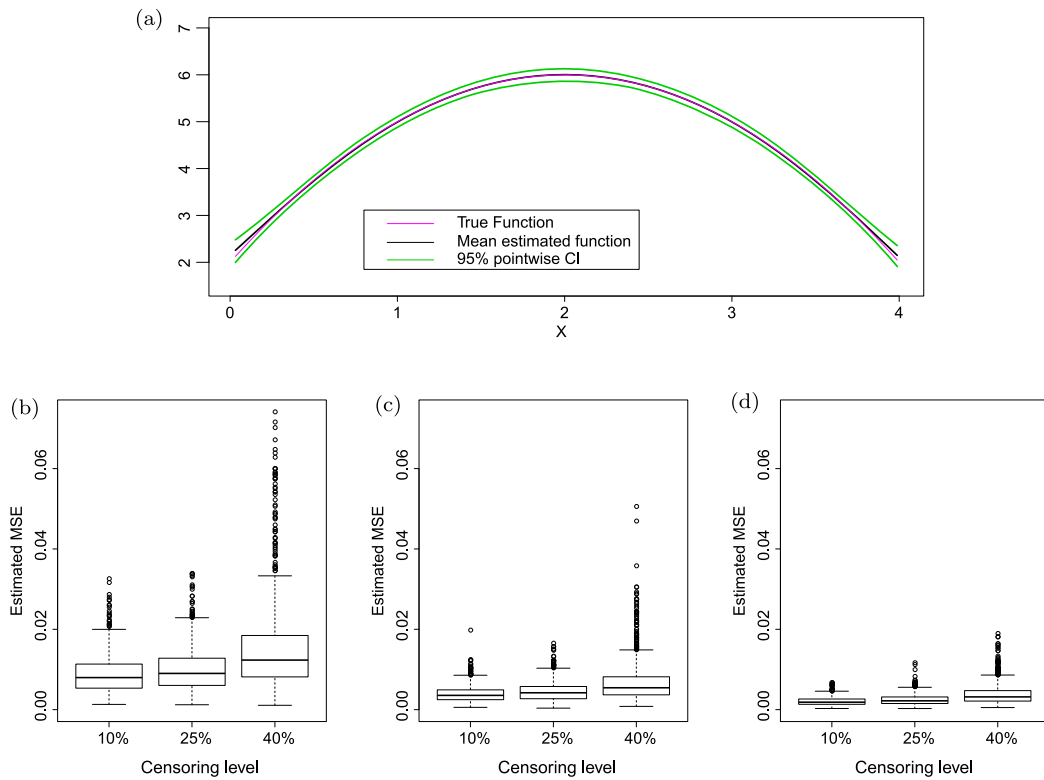 (a)
7
6
5
4
3
2
True Function
Mean estimated function
95% pointwise CI
0 1 2 3 4
X
(b)
Estimated MSE
0.06
0.04
0.02
0.00
10% 25% 40%
Censoring level
(c)
Estimated MSE
0.06
0.04
0.02
0.00
10% 25% 40%
Censoring level
(d)
Estimated MSE
0.06
0.04
0.02
0.00
10% 25% 40%
Censoring level